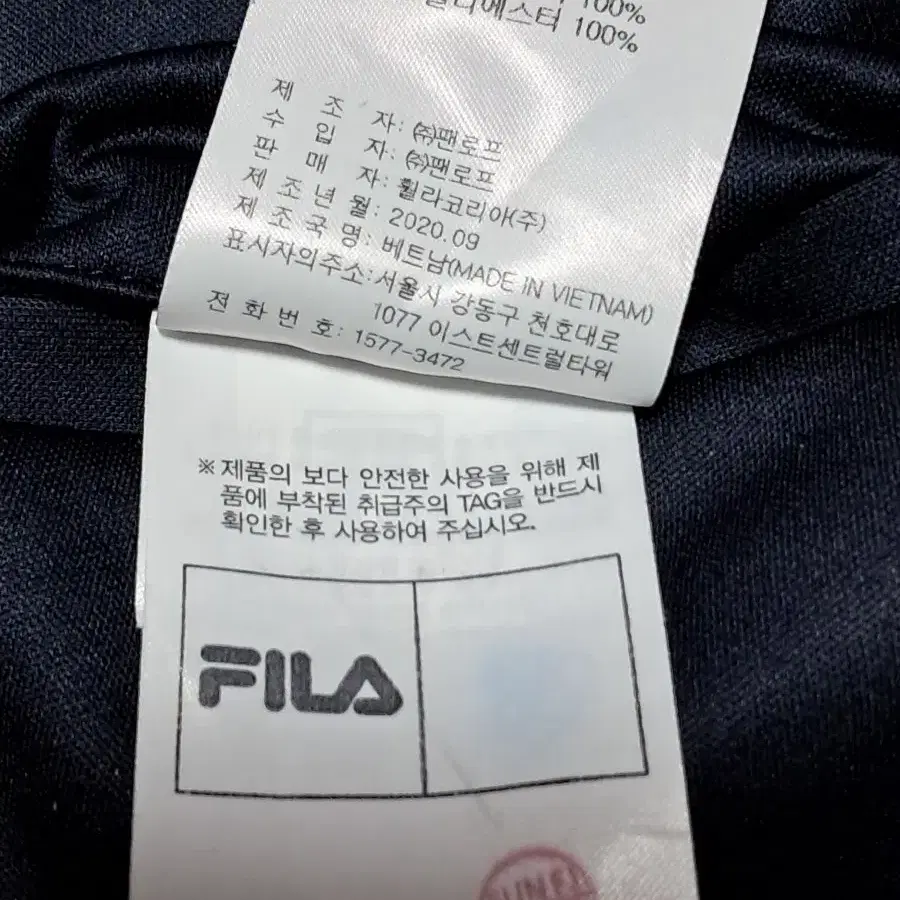 100%
폴리에스터 100%
제 조 자: ㈜팬로프
수 입 자: ㈜팬로프
판 매 자: 휠라코리아(주)
제 조 년 월: 2020.09
제 조 국 명: 베트남(MADE IN VIETNAM)
표시자의주소:서울시 강동구 천호대로
1077 이스트센트럴타워
전 화 번 호: 1577-3472
※ 제품의 보다 안전한 사용을 위해 제
품에 부착된 취급주의 TAG을 반드시
확인한 후 사용하여 주십시오.
FILA